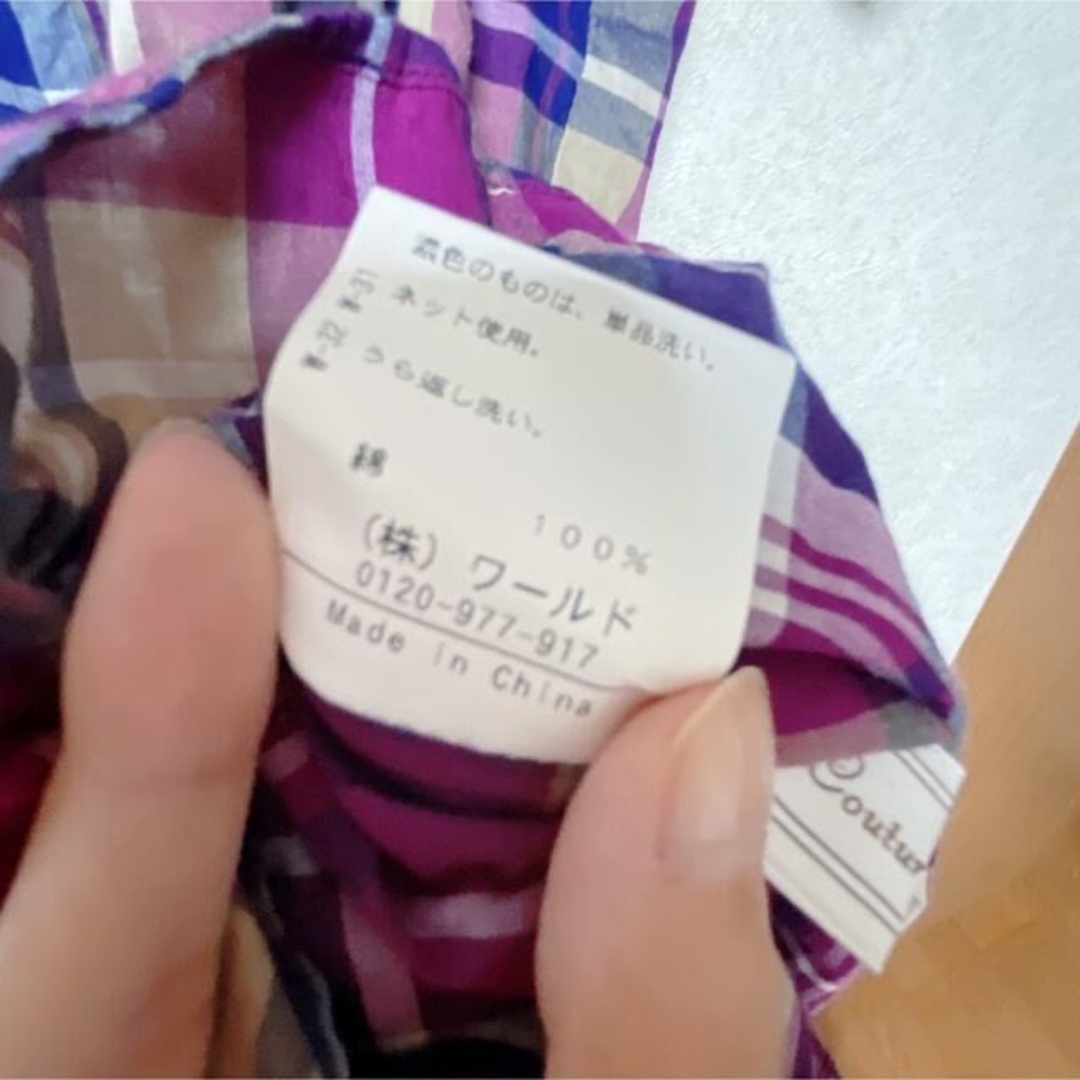 濃色のものは、単品洗い。
ネット使用。
うら返し洗い。
綿
100%
(株) ワールド
0120-977-917
Made in China